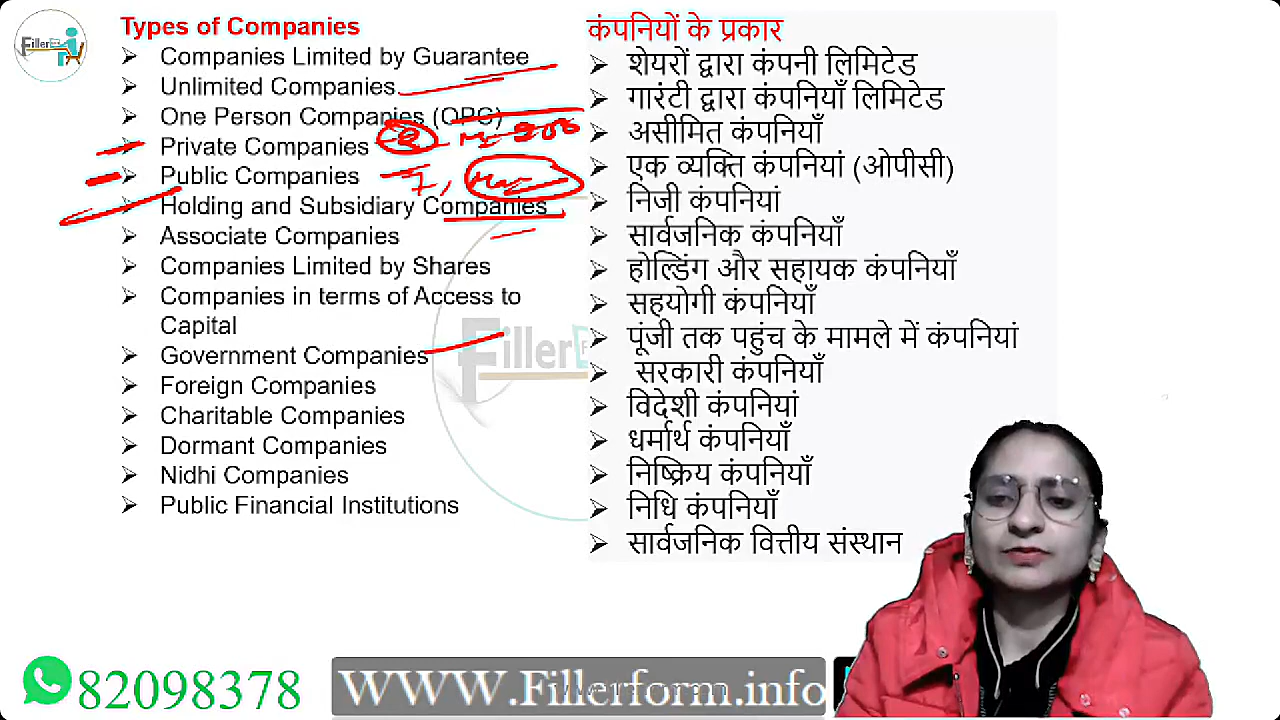 Types of Companies
Companies Limited by Guarantee
Unlimited Companies
One Person Companies (OPC)
Private Companies 2 200
Public Companies 7,
Holding and Subsidiary Companies
Associate Companies
Companies Limited by Shares
Companies in terms of Access to
Capital
Government Companies
Foreign Companies
Charitable Companies
Dormant Companies
Nidhi Companies
Public Financial Institutions
कंपनियों के प्रकार
शेयरों द्वारा कंपनी लिमिटेड
गारंटी द्वारा कंपनियाँ लिमिटेड
असीमित कंपनियाँ
एक व्यक्ति कंपनियां (ओपीसी)
निजी कंपनियां
सार्वजनिक कंपनियाँ
होल्डिंग और सहायक कंपनियाँ
सहयोगी कंपनियाँ
पूंजी तक पहुंच के मामले में कंपनियां
सरकारी कंपनियाँ
विदेशी कंपनियां
धर्मार्थ कंपनियाँ
निष्क्रिय कंपनियाँ
निधि कंपनियाँ
सार्वजनिक वित्तीय संस्थान
Filler
82098378
www.Fillerform.info